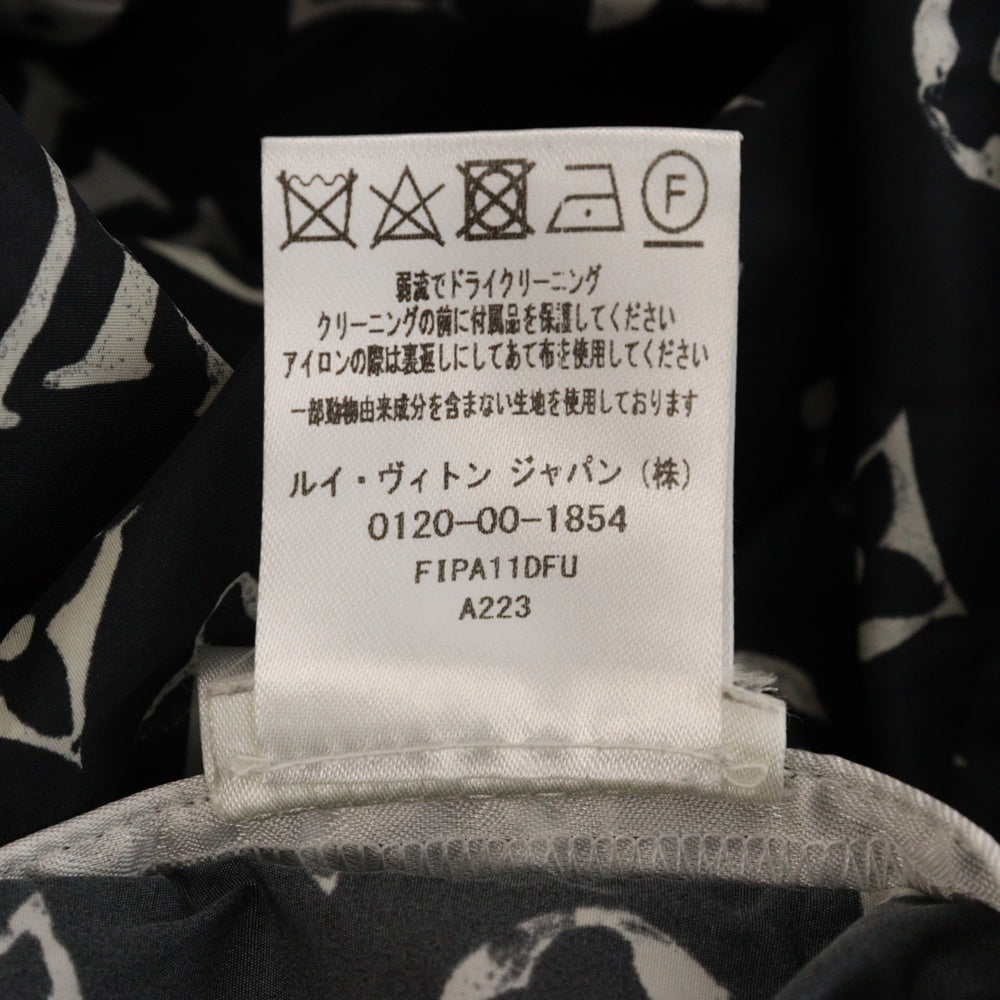 F
弱流でドライクリーニング
クリーニングの前に付属品を保護してください
アイロンの際は裏返しにしてあて布を使用してください
一部動物由来成分を含まない生地を使用しております
ルイ・ヴィトン ジャパン（株）
0120-00-1854
FIPA11DFU
A223